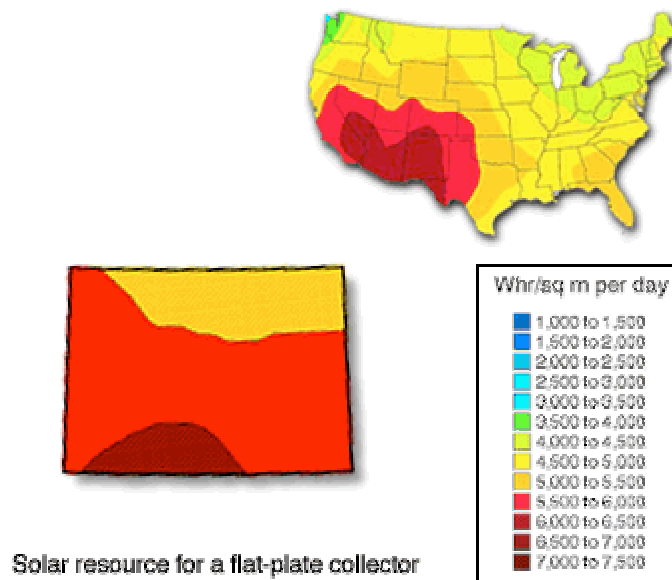 Whr/sq m per day
1,000 to 1,500
1,500 to 2,000
2,000 to 2,500
2,500 to 3,000
3,000 to 3,500
3,500 to 4,000
4,000 to 4,500
4,500 to 5,000
5,000 to 5,500
5,500 to 6,000
6,000 to 6,500
6,500 to 7,000
7,000 to 7,500
Solar resource for a flat-plate collector